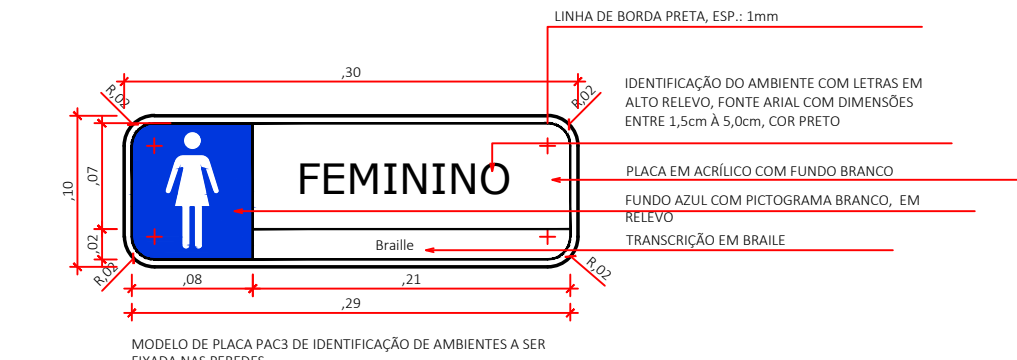 LINHA DE BORDA PRETA, ESP.: 1mm
,30
R,02
R,02
IDENTIFICAÇÃO DO AMBIENTE COM LETRAS EM
ALTO RELEVO, FONTE ARIAL COM DIMENSÕES
ENTRE 1,5cm À 5,0cm, COR PRETO
,10
,07
FEMININO
PLACA EM ACRÍLICO COM FUNDO BRANCO
FUNDO AZUL COM PICTOGRAMA BRANCO, EM
RELEVO
,02
Braille
TRANSCRIÇÃO EM BRAILE
R,02
R,02
,08
,21
,29
MODELO DE PLACA PAC3 DE IDENTIFICAÇÃO DE AMBIENTES A SER
FIXADA NAS PEREDES